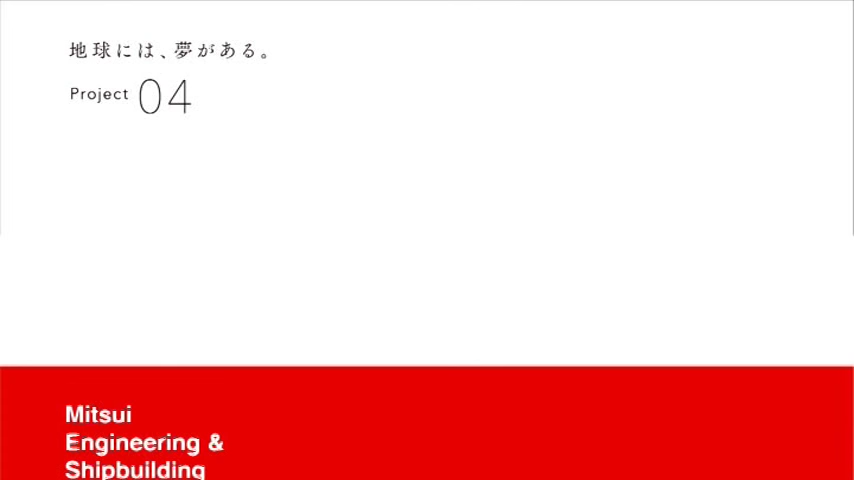 地球には、夢がある。
Project 04
Mitsui
Engineering &
Shipbuilding